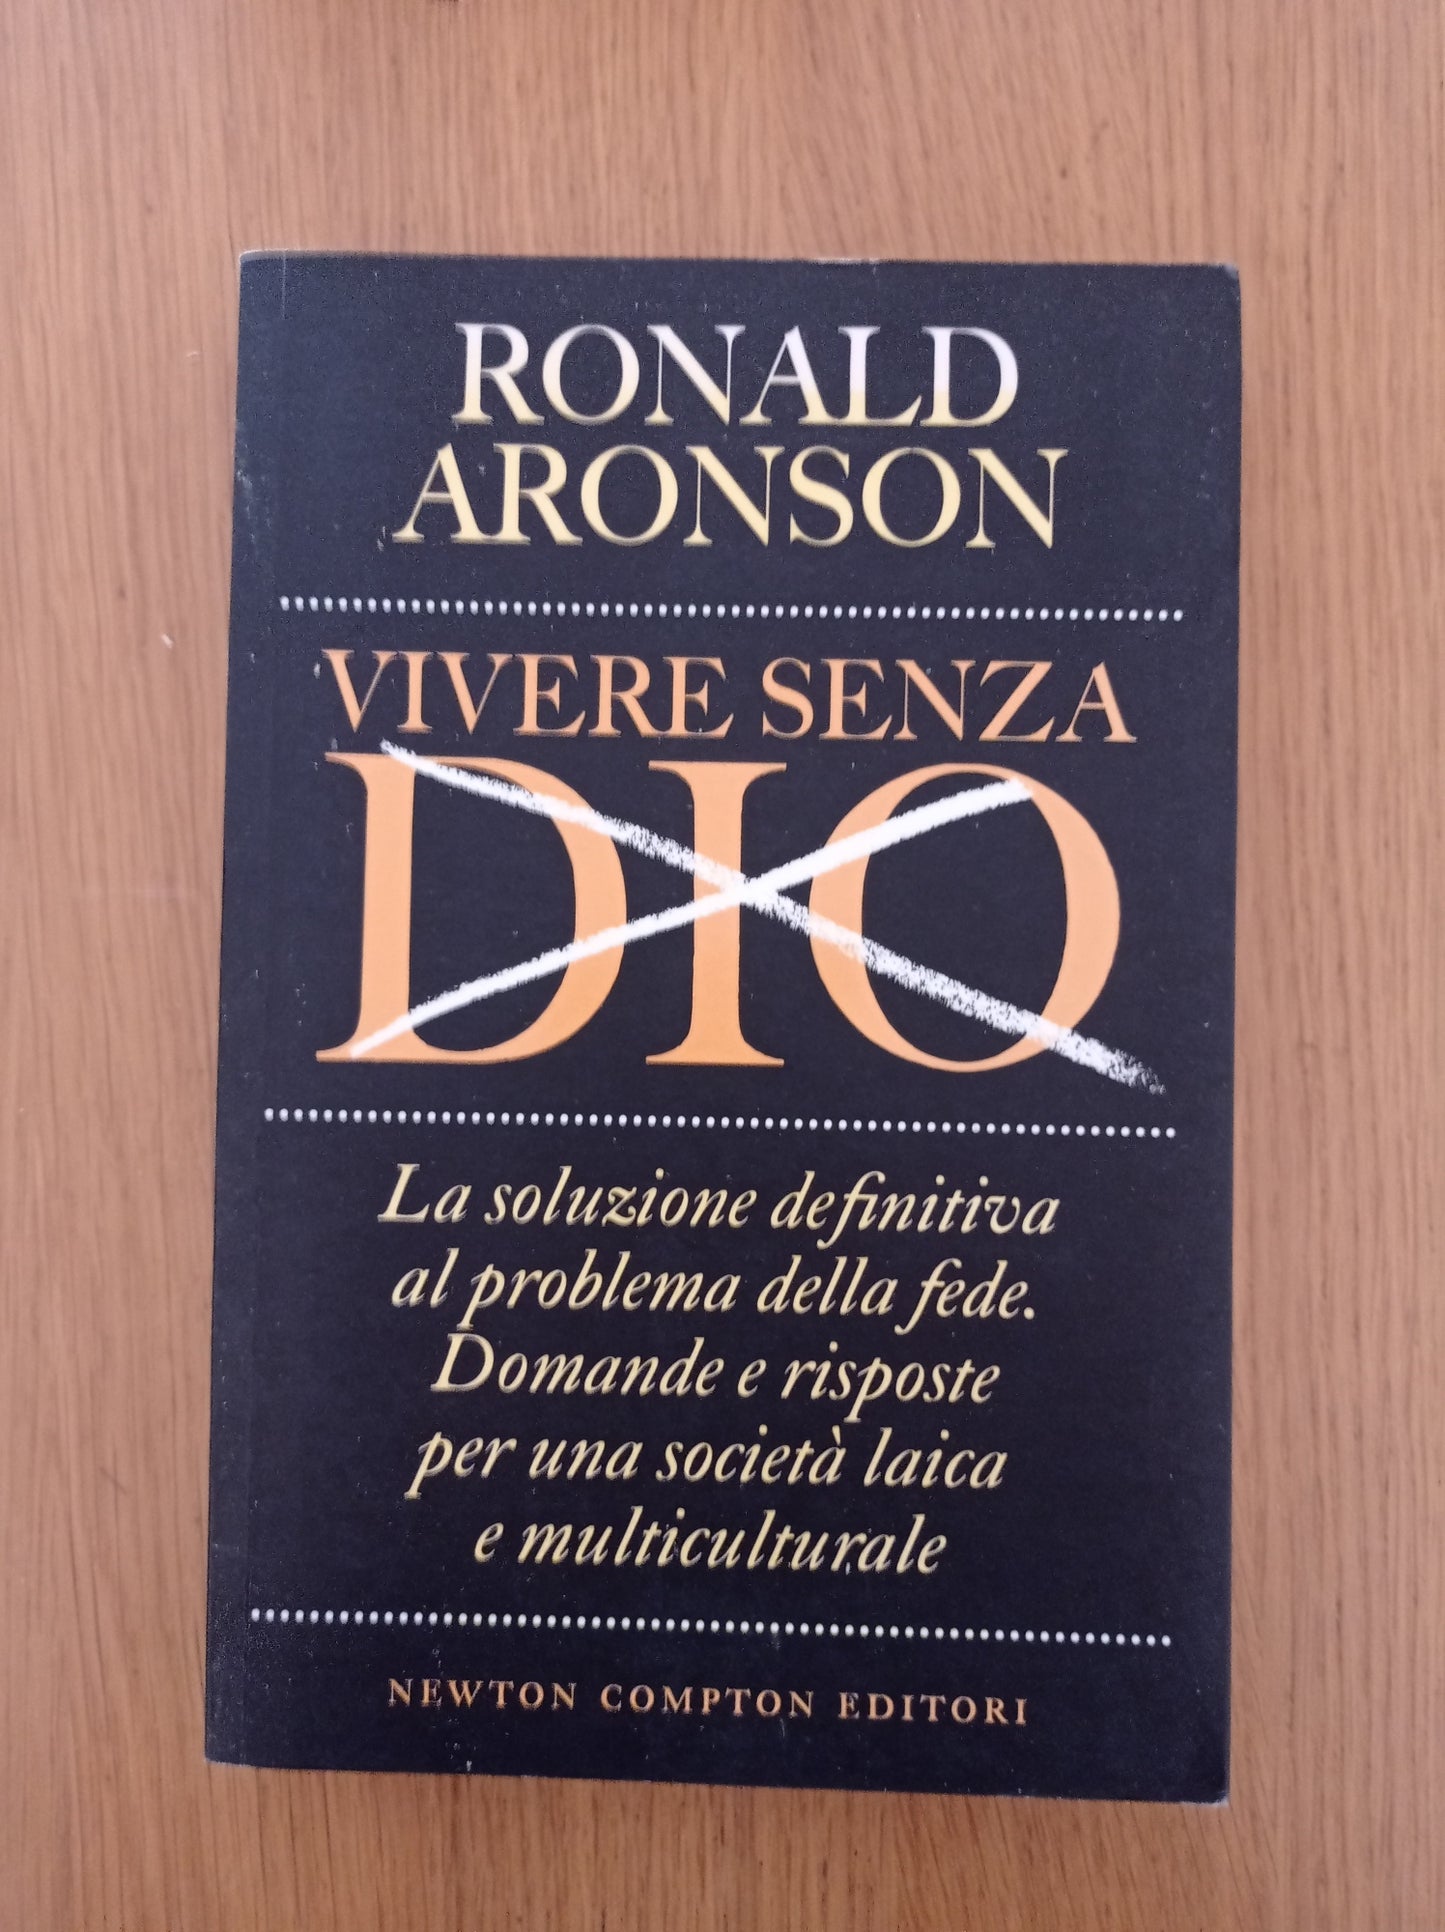 RONALD
ARONSON
VIVERE SENZA
DIO
La soluzione definitiva
al problema della fede.
Domande e risposte
per una società laica
e multiculturale
NEWTON COMPTON EDITORI